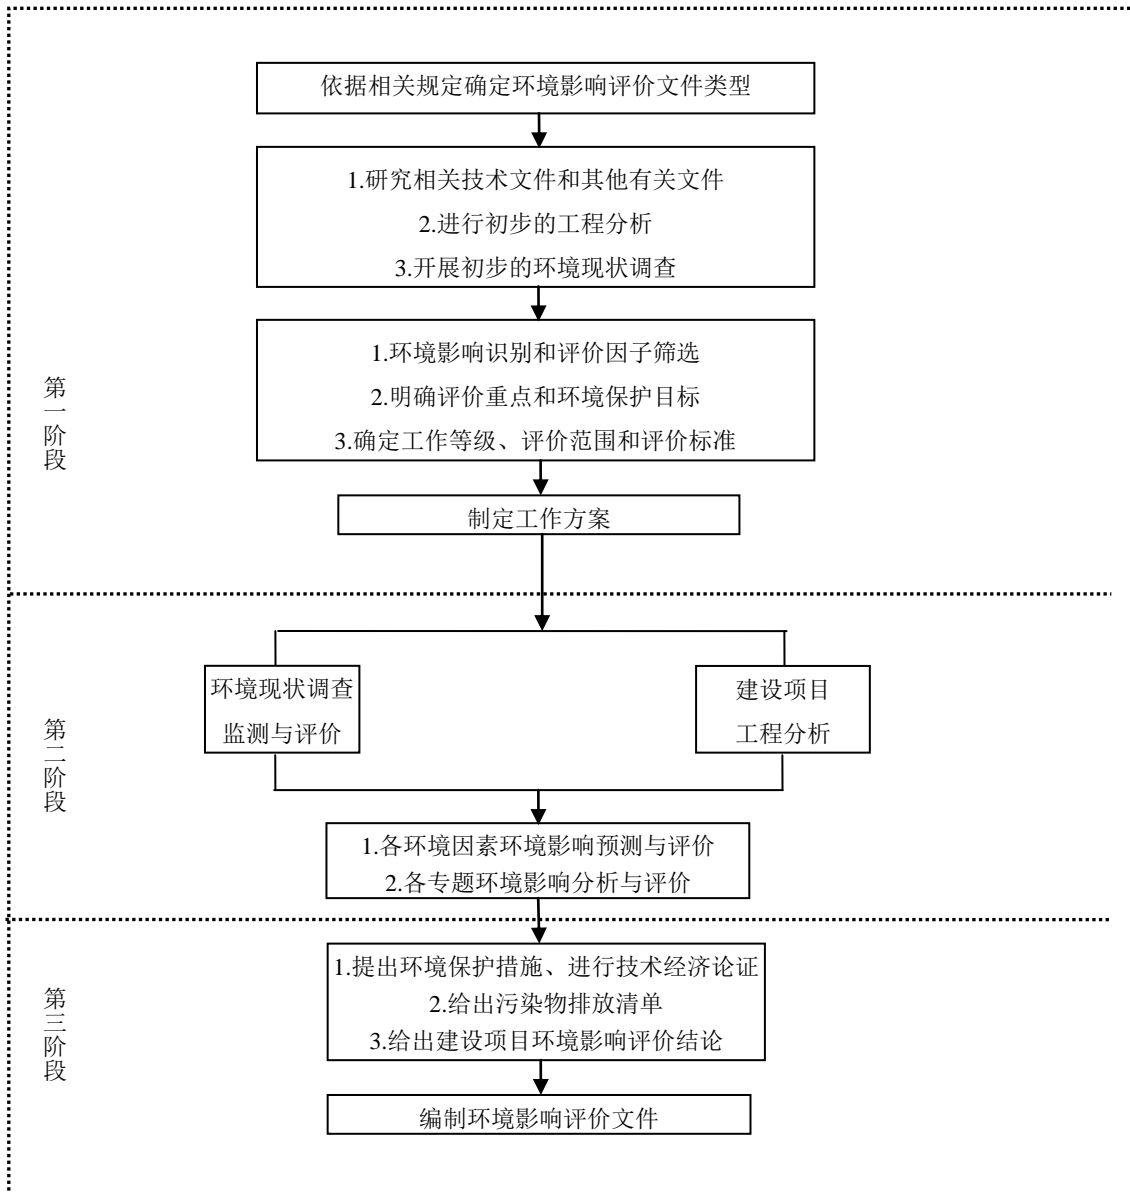 依据相关规定确定环境影响评价文件类型
1.研究相关技术文件和其他有关文件
2.进行初步的工程分析
3.开展初步的环境现状调查
1.环境影响识别和评价因子筛选
2.明确评价重点和环境保护目标
3.确定工作等级、评价范围和评价标准
制定工作方案
第一阶段
环境现状调查
监测与评价
建设项目
工程分析
1.各环境因素环境影响预测与评价
2.各专题环境影响分析与评价
第二阶段
1.提出环境保护措施、进行技术经济论证
2.给出污染物排放清单
3.给出建设项目环境影响评价结论
编制环境影响评价文件
第三阶段